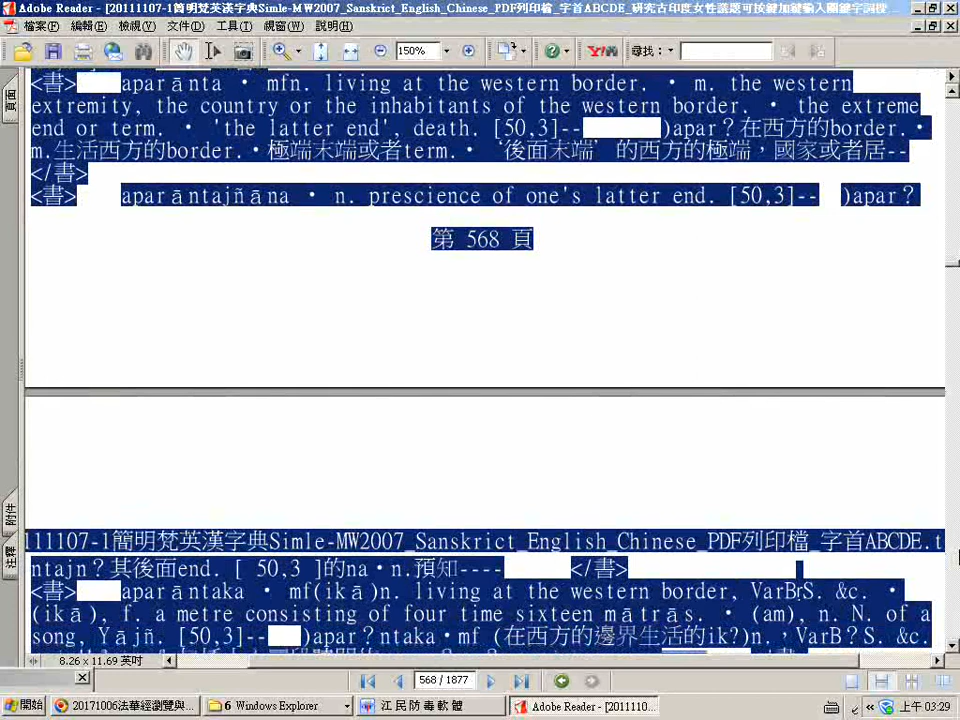 Adobe Reader - [20111107-1簡明梵英漢字典Simle-MW2007_Sanskrict_English_Chinese_PDF列印檔_字首ABCDE_研究古印度女性議題可按
檔案(F) 編輯(E) 檢視(V) 文件(D) 工具(T) 視窗(W) 說明(H)
150% 尋找：
頁面
<書> aparānta • mfn. living at the western border. • m. the western
extremity, the country or the inhabitants of the western border. • the extreme
end or term. • 'the latter end', death. [50,3]-- )apar？在西方的border.•
m.生活西方的border.•極端末端或者term.•‘後面末端’的西方的極端，國家或者居--
</書>
<書> aparāntajñāna • n. prescience of one's latter end. [50,3]-- )apar？
第 568 頁
附件
注釋
111107-1簡明梵英漢字典Simle-MW2007_Sanskrict_English_Chinese_PDF列印檔_字首ABCDE.t
ntajn？其後面end. [ 50,3 ]的na•n.預知---- </書>
<書> aparāntaka • mf(ikā)n. living at the western border, VarBṛS. &c. •
(ikā), f. a metre consisting of four time sixteen mātrās. • (am), n. N. of a
song, Yājñ. [50,3]-- )apar？ntaka•mf (在西方的邊界生活的ik?)n.，VarB？S. &c.
8.26 x 11.69 英吋
568 / 1877
開始 20171006法華經瀏覽與... 6 Windows Explorer 江民防毒軟體 Adobe Reader - [2011110... 上午 03:29